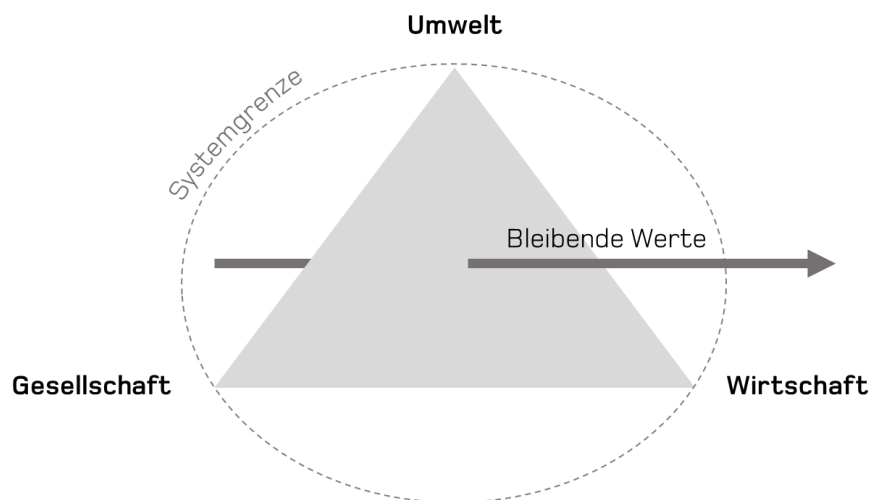 Umwelt
Systemgrenze
Bleibende Werte
Gesellschaft
Wirtschaft